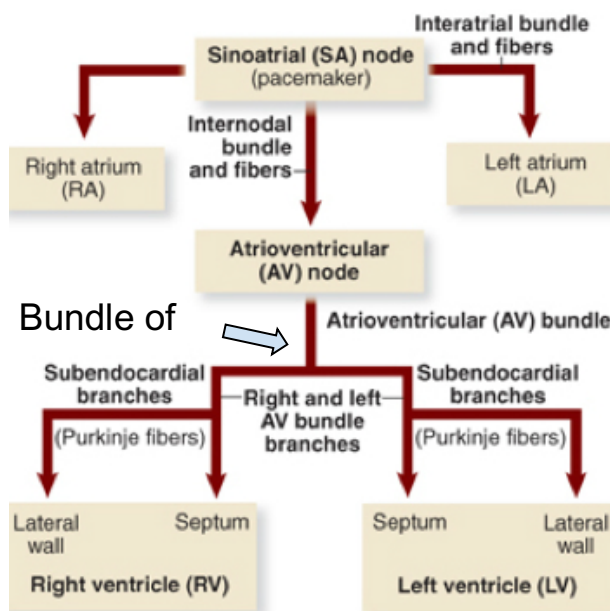 Interatrial bundle
and fibers
Sinoatrial (SA) node
(pacemaker)
Internodal
bundle
and fibers
Right atrium
(RA)
Left atrium
(LA)
Atrioventricular
(AV) node
Bundle of
Atrioventricular (AV) bundle
Subendocardial
branches
(Purkinje fibers)
Right and left
AV bundle
branches
Subendocardial
branches
(Purkinje fibers)
Lateral
wall
Septum
Right ventricle (RV)
Septum
Lateral
wall
Left ventricle (LV)